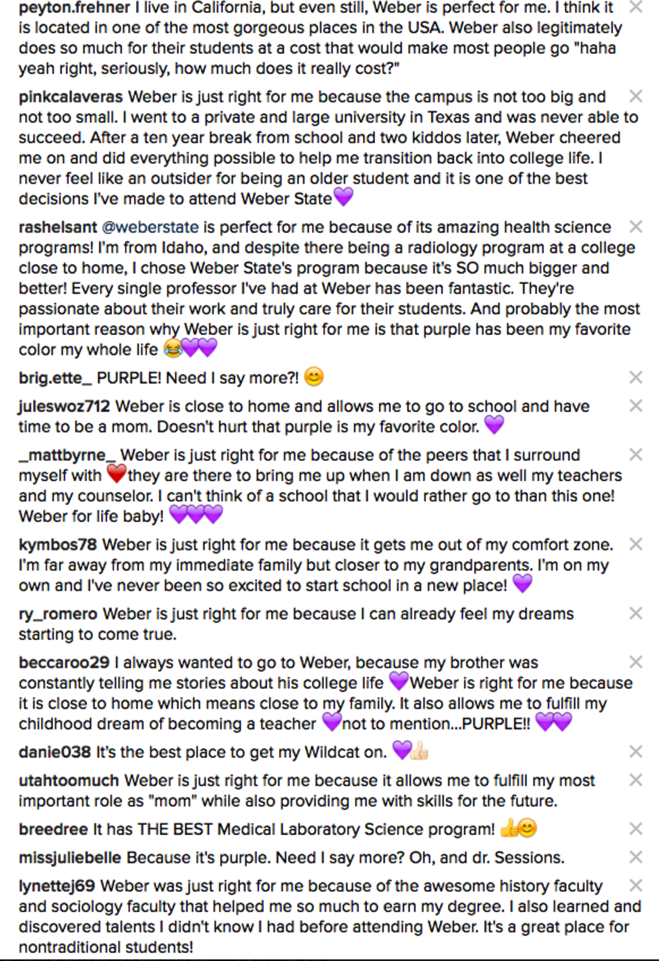 peyton.frehner I live in California, but even still, Weber is perfect for me. I think it
is located in one of the most gorgeous places in the USA. Weber also legitimately
does so much for their students at a cost that would make most people go "haha
yeah right, seriously, how much does it really cost?"
pinkcalaveras Weber is just right for me because the campus is not too big and
not too small. I went to a private and large university in Texas and was never able to
succeed. After a ten year break from school and two kiddos later, Weber cheered
me on and did everything possible to help me transition back into college life. I
never feel like an outsider for being an older student and it is one of the best
decisions I've made to attend Weber State💜
rashelsant @weberstate is perfect for me because of its amazing health science
programs! I'm from Idaho, and despite there being a radiology program at a college
close to home, I chose Weber State's program because it's SO much bigger and
better! Every single professor I've had at Weber has been fantastic. They're
passionate about their work and truly care for their students. And probably the most
important reason why Weber is just right for me is that purple has been my favorite
color my whole life 😂💜💜
brig.ette_ PURPLE! Need I say more?! 😊
juleswoz712 Weber is close to home and allows me to go to school and have
time to be a mom. Doesn't hurt that purple is my favorite color. 💜
_mattbyrne_ Weber is just right for me because of the peers that I surround
myself with ❤️they are there to bring me up when I am down as well my teachers
and my counselor. I can't think of a school that I would rather go to than this one!
Weber for life baby! 💜💜💜
kymbos78 Weber is just right for me because it gets me out of my comfort zone.
I'm far away from my immediate family but closer to my grandparents. I'm on my
own and I've never been so excited to start school in a new place! 💜
ry_romero Weber is just right for me because I can already feel my dreams
starting to come true.
beccaroo29 I always wanted to go to Weber, because my brother was
constantly telling me stories about his college life 💜Weber is right for me because
it is close to home which means close to my family. It also allows me to fulfill my
childhood dream of becoming a teacher 💜not to mention...PURPLE!! 💜💜
danie038 It's the best place to get my Wildcat on. 💜👍🏻
utahtoomuch Weber is just right for me because it allows me to fulfill my most
important role as "mom" while also providing me with skills for the future.
breedree It has THE BEST Medical Laboratory Science program! 👍😊
missjuliebelle Because it's purple. Need I say more? Oh, and dr. Sessions.
lynettej69 Weber was just right for me because of the awesome history faculty
and sociology faculty that helped me so much to earn my degree. I also learned and
discovered talents I didn't know I had before attending Weber. It's a great place for
nontraditional students!